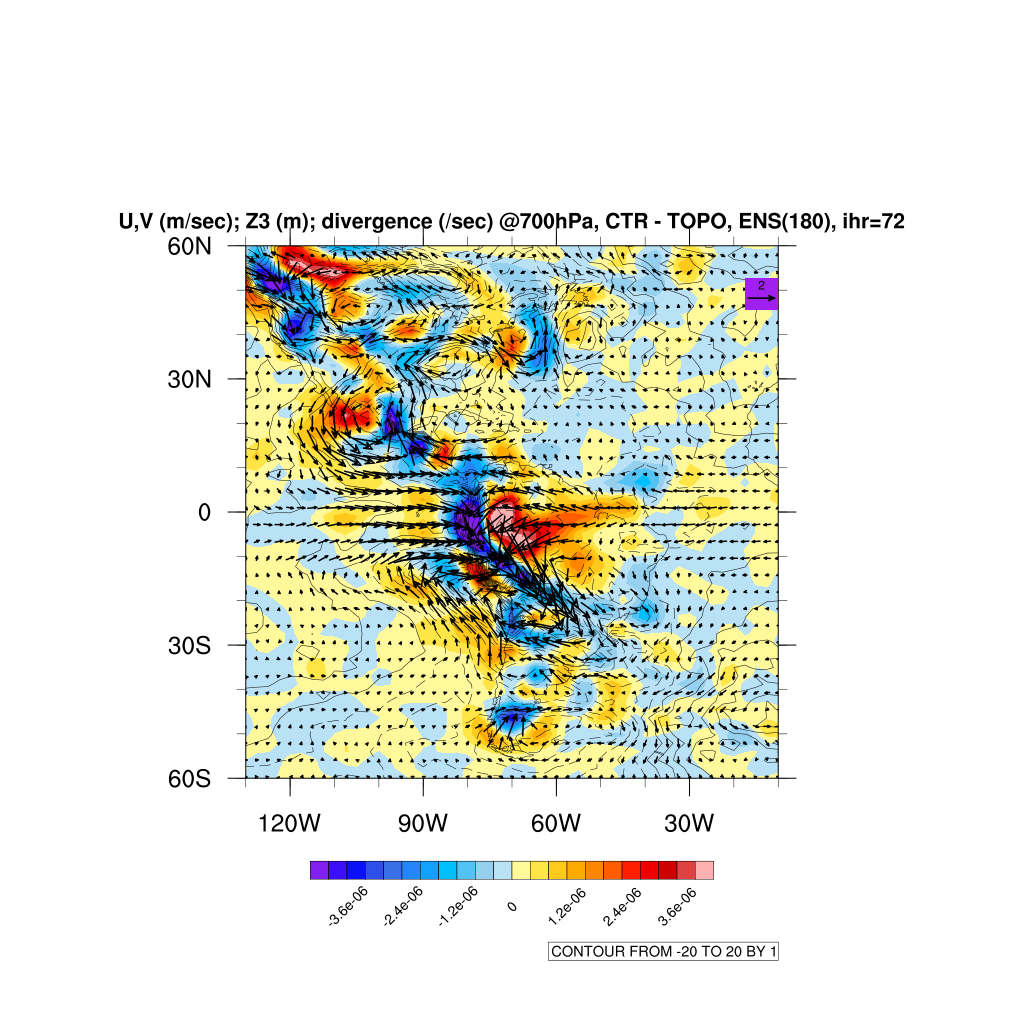 U,V (m/sec); Z3 (m); divergence (/sec) @700hPa, CTR - TOPO, ENS(180), ihr=72
60N
2
30N
0
30S
60S
120W 90W 60W 30W
-3.6e-06 -2.4e-06 -1.2e-06 0 1.2e-06 2.4e-06 3.6e-06
CONTOUR FROM -20 TO 20 BY 1